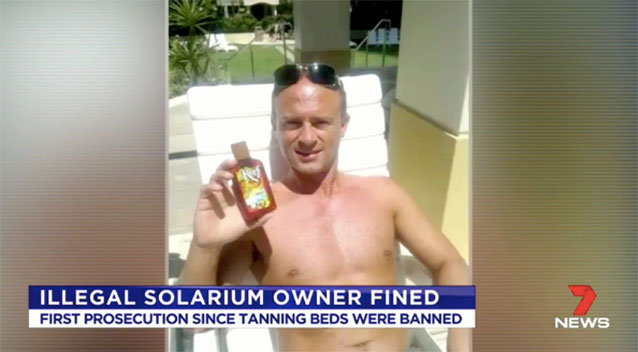 ILLEGAL SOLARIUM OWNER FINED
FIRST PROSECUTION SINCE TANNING BEDS WERE BANNED
7
NEWS